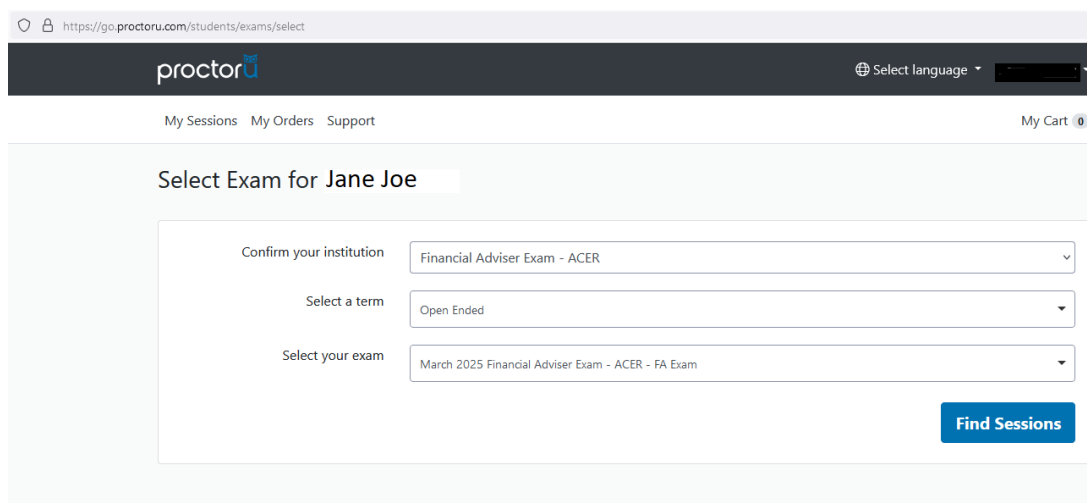 https://go.proctoru.com/students/exams/select
proctoru
Select language
My Sessions My Orders Support
My Cart 0
Select Exam for Jane Joe
Confirm your institution
Financial Adviser Exam - ACER
Select a term
Open Ended
Select your exam
March 2025 Financial Adviser Exam - ACER - FA Exam
Find Sessions